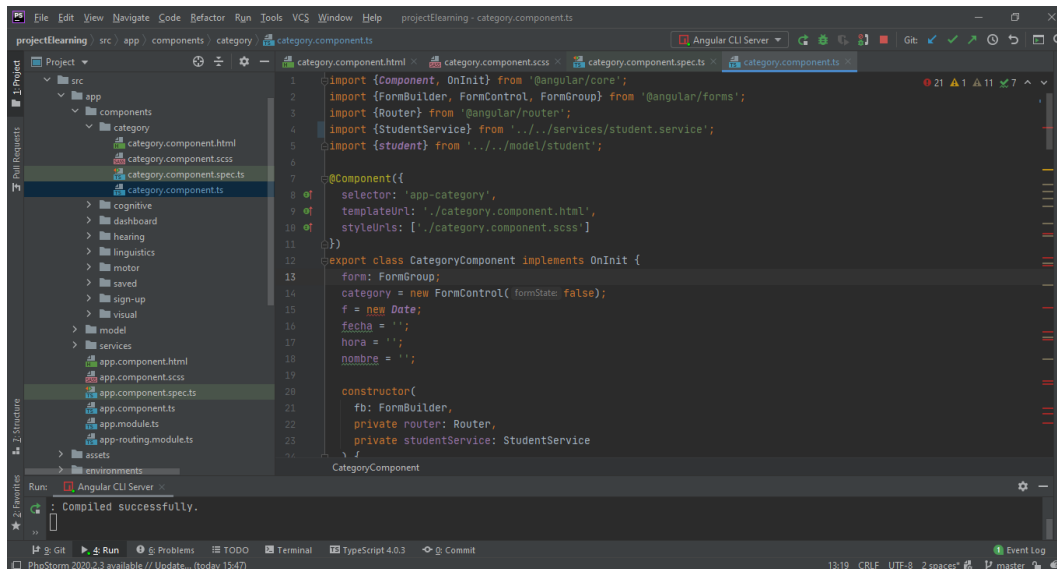 PS File Edit View Navigate Code Refactor Run Tools VCS Window Help projectElearning - category.component.ts
projectElearning src app components category category.component.ts Angular CLI Server Git:
Project category.component.html category.component.scss category.component.spec.ts category.component.ts
1: Project
Pull Requests
7: Structure
2: Favorites
src
app
components
category
category.component.html
category.component.scss
category.component.spec.ts
category.component.ts
cognitive
dashboard
hearing
linguistics
motor
saved
sign-up
visual
model
services
app.component.html
app.component.scss
app.component.spec.ts
app.component.ts
app.module.ts
app-routing.module.ts
assets
environments
21 1 11 7
1 import {Component, OnInit} from '@angular/core';
2 import {FormBuilder, FormControl, FormGroup} from '@angular/forms';
3 import {Router} from '@angular/router';
4 import {StudentService} from '../../services/student.service';
5 import {student} from '../../model/student';
6
7 @Component({
8 selector: 'app-category',
9 templateUrl: './category.component.html',
10 styleUrls: ['./category.component.scss']
11 })
12 export class CategoryComponent implements OnInit {
13 form: FormGroup;
14 category = new FormControl( formState: false);
15 f = new Date;
16 fecha = '';
17 hora = '';
18 nombre = '';
19
20 constructor(
21 fb: FormBuilder,
22 private router: Router,
23 private studentService: StudentService
24 ) {
CategoryComponent
Run: Angular CLI Server
: Compiled successfully.
9: Git 4: Run 6: Problems TODO Terminal TypeScript 4.0.3 0: Commit 1 Event Log
PhpStorm 2020.2.3 available // Update... (today 15:47) 13:19 CRLF UTF-8 2 spaces* master